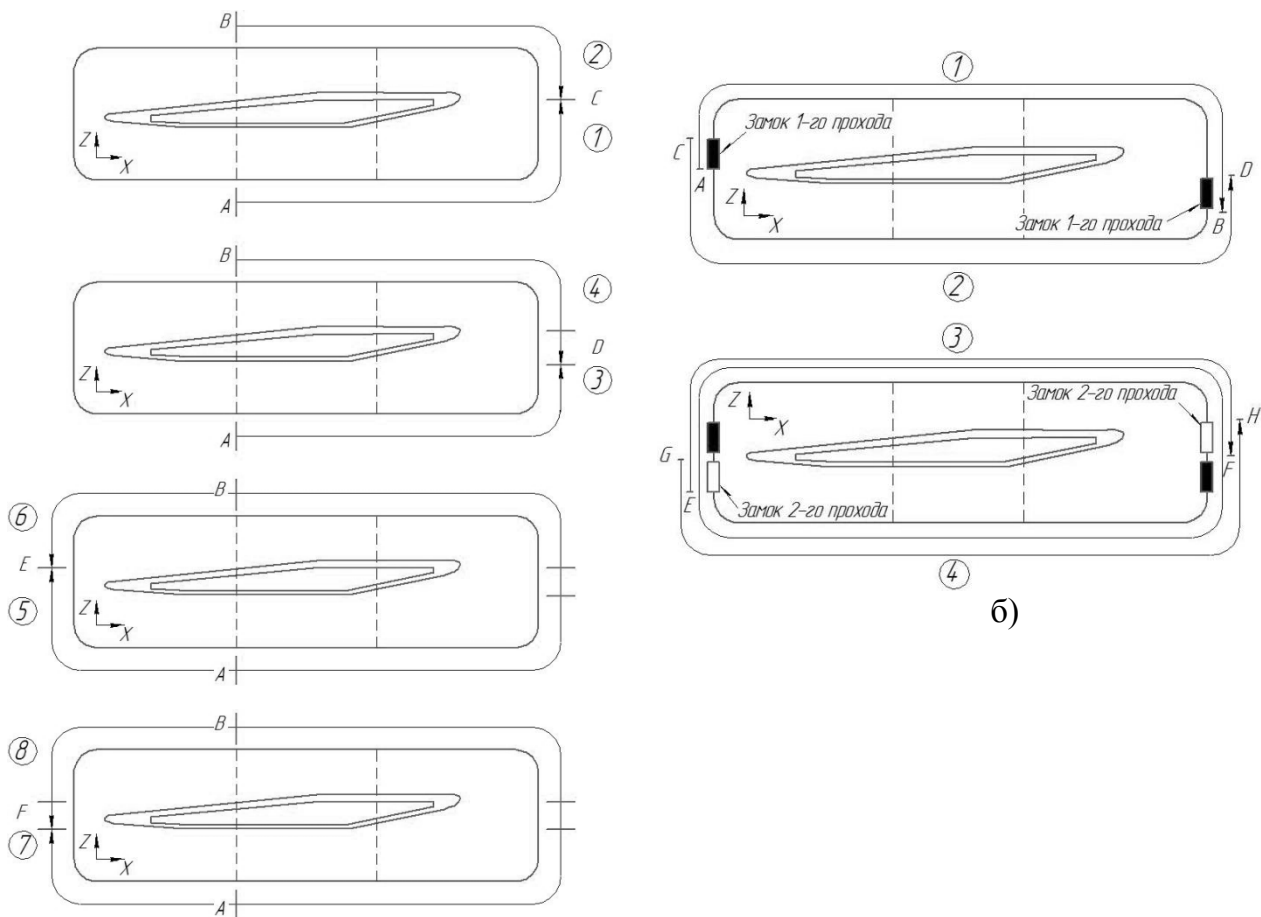 B
2
C
1
Z
X
A
B
4
D
3
Z
X
A
B
6
E
5
Z
X
A
B
8
F
7
Z
X
A
1
Замок 1-го прохода
C
A
D
Z
X
Замок 1-го прохода
B
2
3
Z
X
Замок 2-го прохода
H
G
F
E
Замок 2-го прохода
4
б)